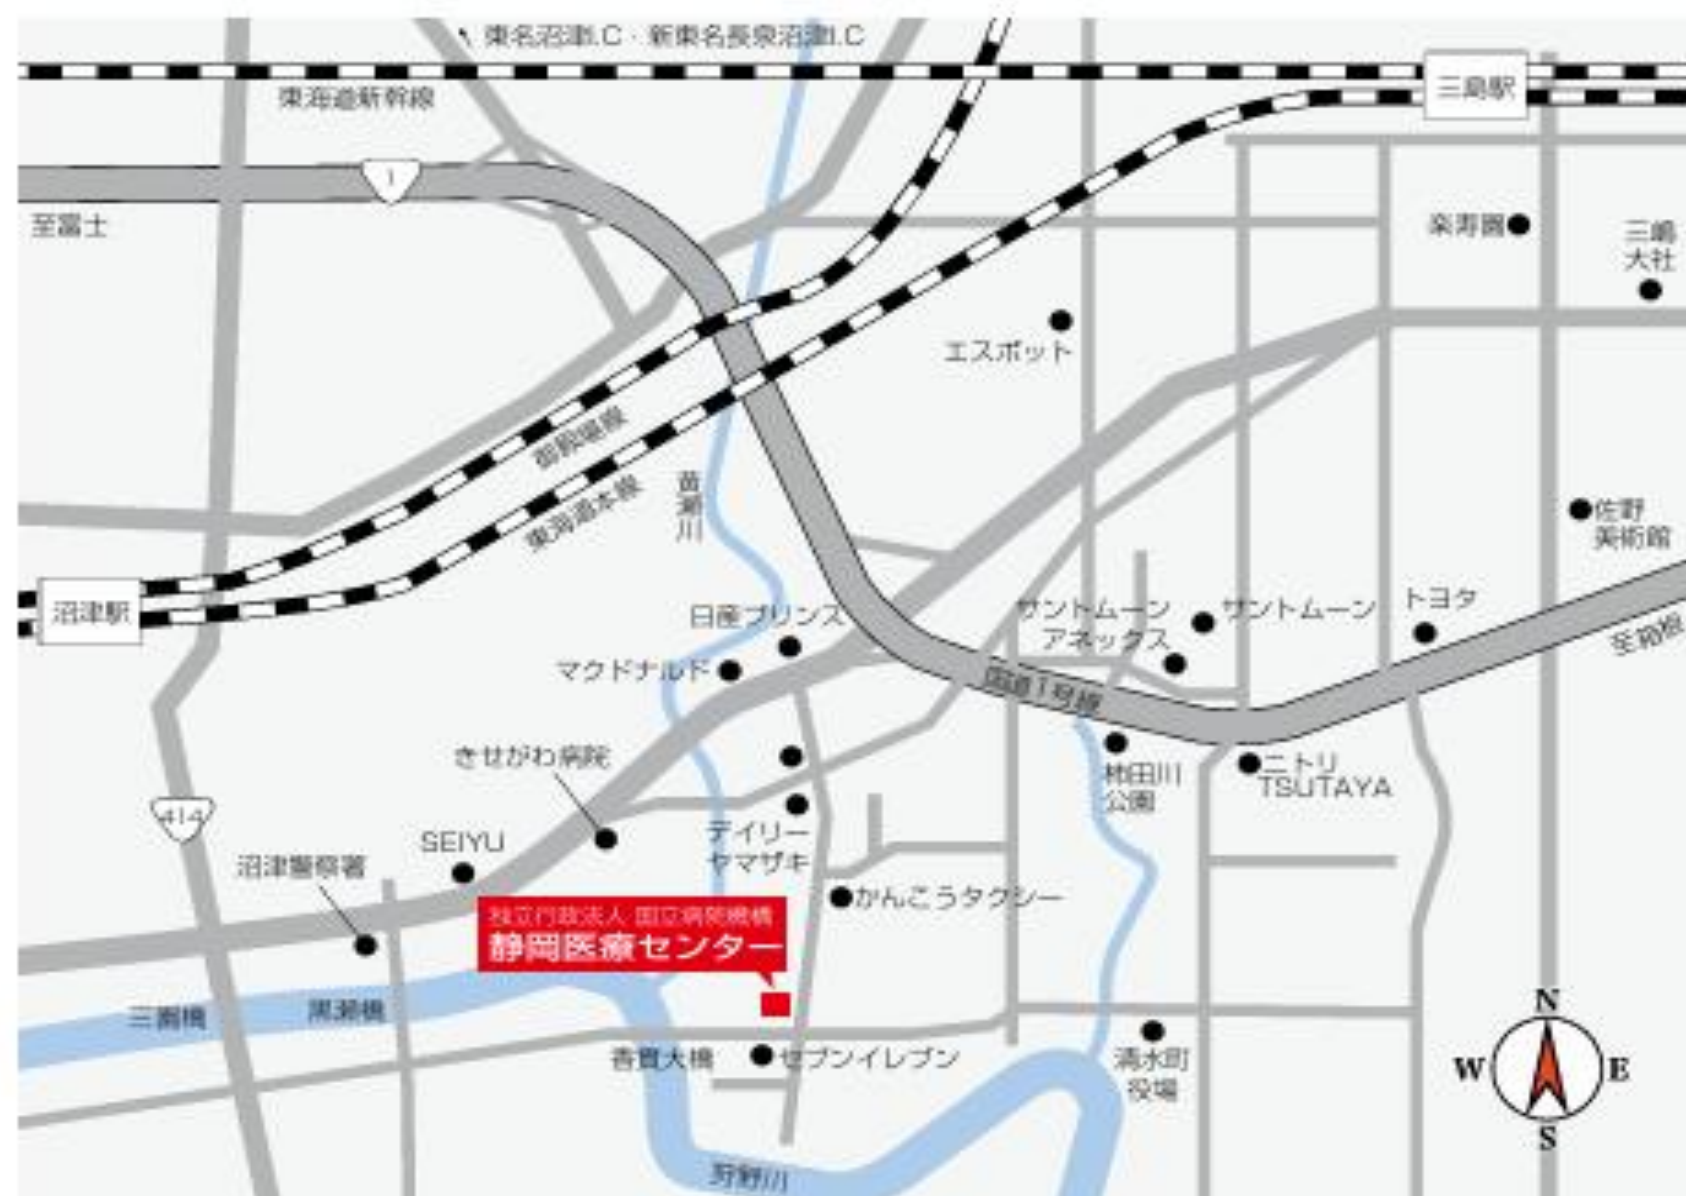 東名沼津I.C・新東名長泉沼津I.C
東海道新幹線
三島駅
1
至富士
楽寿園
三嶋
大社
エスポット
御殿場線
東海道本線
黄瀬川
佐野
美術館
沼津駅
日産プリンス
マクドナルド
サントムーン
アネックス
サントムーン
トヨタ
至箱根
国道1号線
きせがわ病院
柿田川
公園
ニトリ
TSUTAYA
414
SEIYU
デイリー
ヤマザキ
沼津警察署
かんこうタクシー
独立行政法人 国立病院機構
静岡医療センター
三園橋
黒瀬橋
香貫大橋
セブンイレブン
清水町
役場
狩野川
N
W
E
S